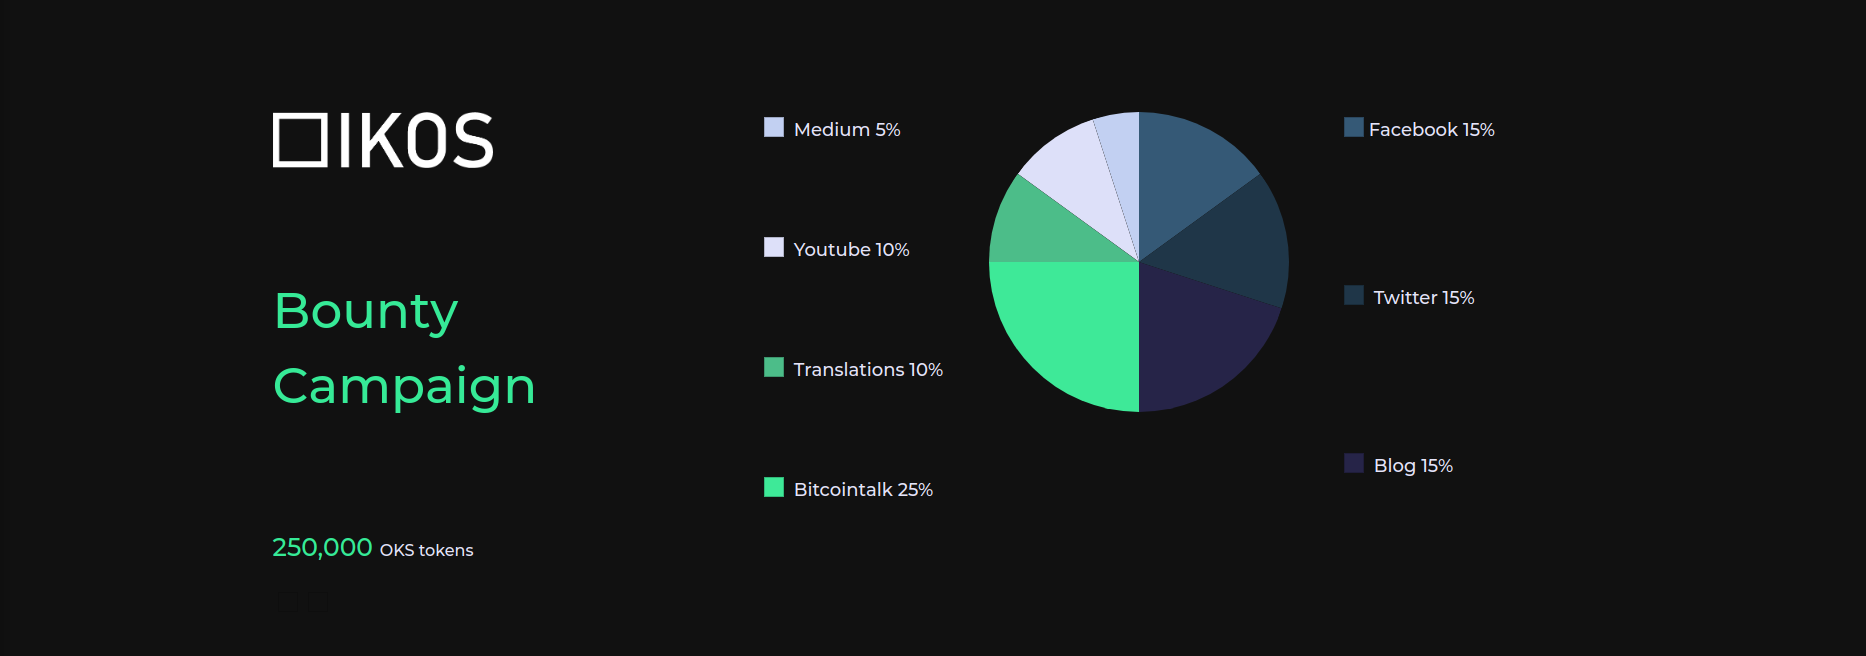 OIKOS
Bounty
Campaign
250,000 OKS tokens
Medium 5%
Youtube 10%
Translations 10%
Bitcointalk 25%
Facebook 15%
Twitter 15%
Blog 15%